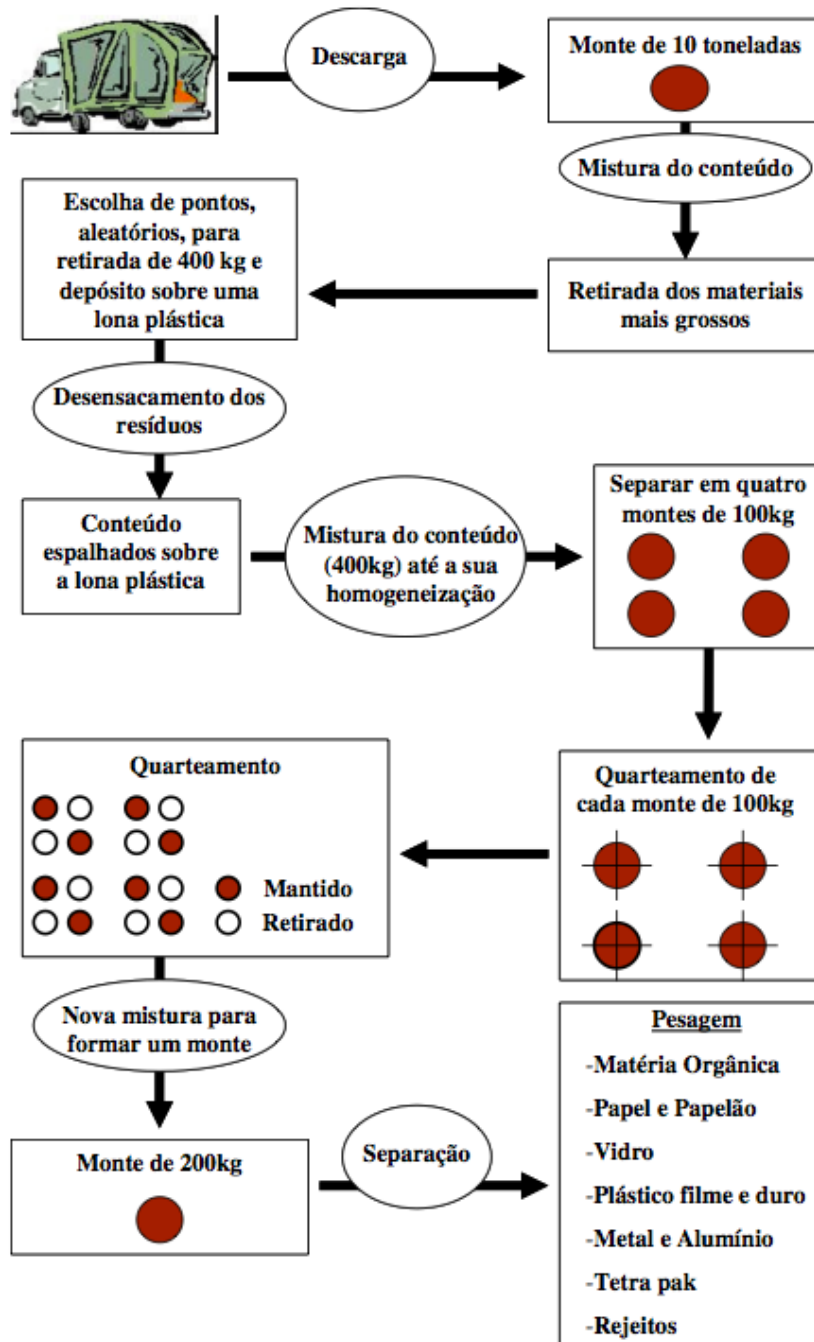 Descarga
Monte de 10 toneladas
Mistura do conteúdo
Retirada dos materiais
mais grossos
Escolha de pontos,
aleatórios, para
retirada de 400 kg e
depósito sobre uma
lona plástica
Desensacamento dos
resíduos
Conteúdo
espalhados sobre
a lona plástica
Mistura do conteúdo
(400kg) até a sua
homogeneização
Separar em quatro
montes de 100kg
Quarteamento de
cada monte de 100kg
Quarteamento
Mantido
Retirado
Nova mistura para
formar um monte
Monte de 200kg
Separação
Pesagem
-Matéria Orgânica
-Papel e Papelão
-Vidro
-Plástico filme e duro
-Metal e Alumínio
-Tetra pak
-Rejeitos